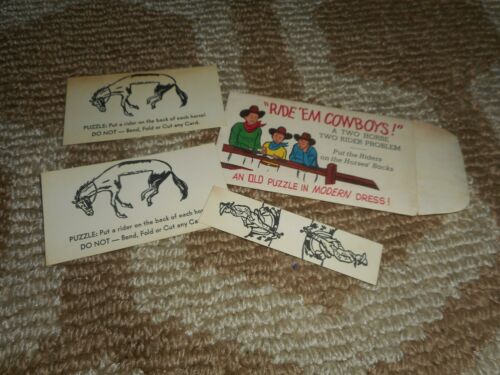 PUZZLE: Put a rider on the back of each horse!
DO NOT — Bend, Fold or Cut any Card.
"RIDE 'EM COWBOYS!"
A TWO HORSE,
TWO RIDER PROBLEM
Put the Riders
on the Horses' Backs
AN OLD PUZZLE IN MODERN DRESS!
PUZZLE: Put a rider on the back of each horse
DO NOT — Bend, Fold or Cut any Card.